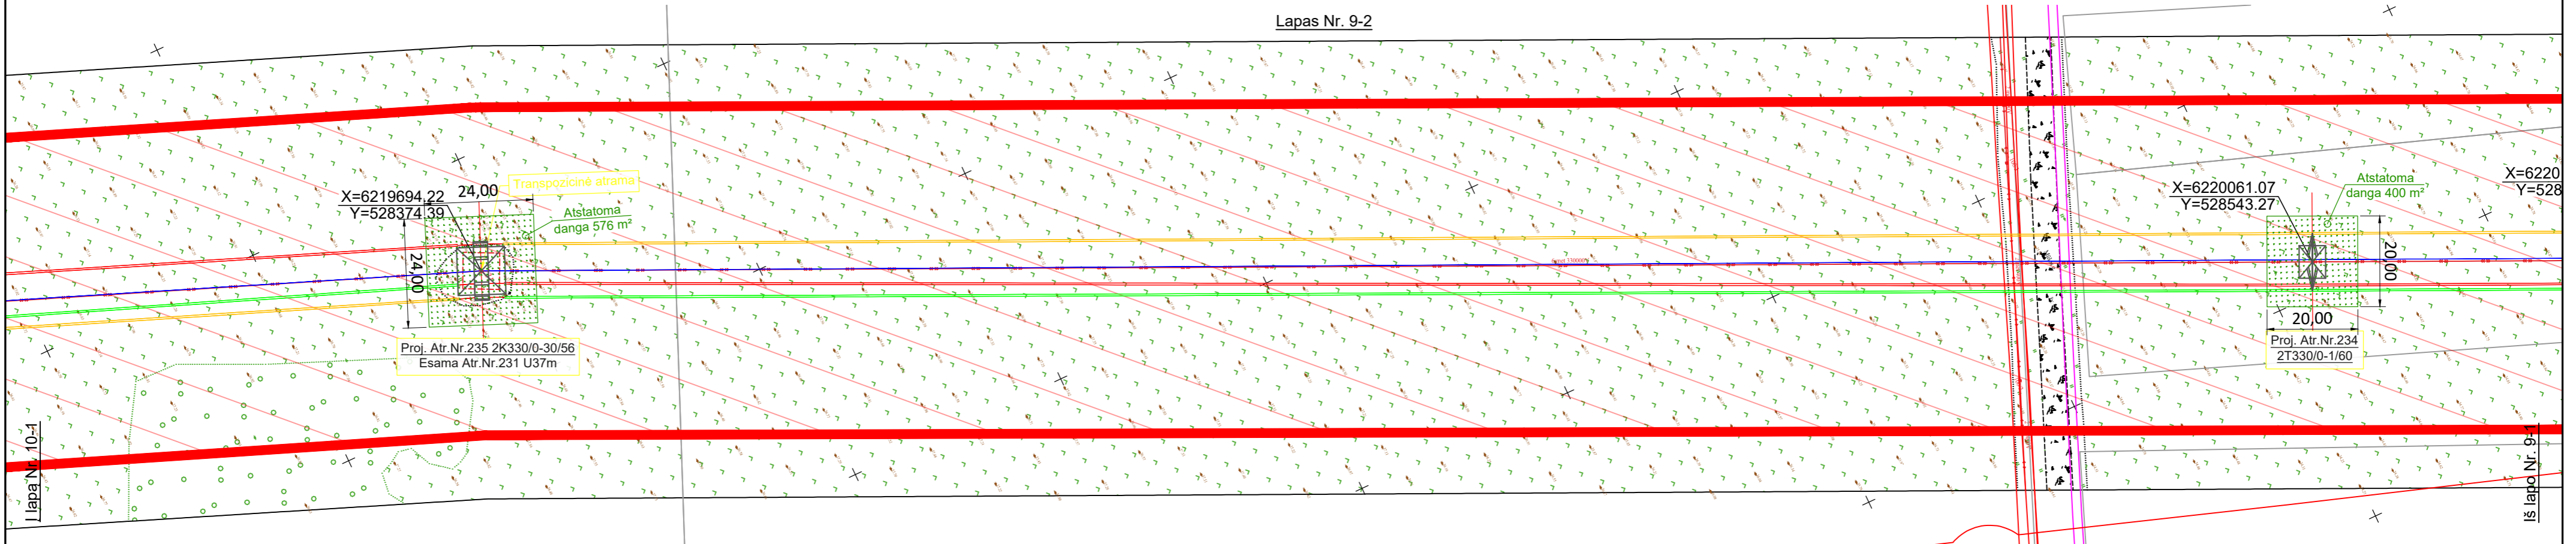 Lapas Nr. 9-2
X=6219694.22
Y=528374.39
24,00
24,00
Transpozicinė atrama
Atstatoma
danga 576 m²
Proj. Atr.Nr.235 2K330/0-30/56
Esama Atr.Nr.231 U37m
Į lapą Nr. 10-1
X=6220061.07
Y=528543.27
Atstatoma
danga 400 m²
20,00
20,00
Proj. Atr.Nr.234
2T330/0-1/60
X=6220
Y=528
Iš lapo Nr. 9-1